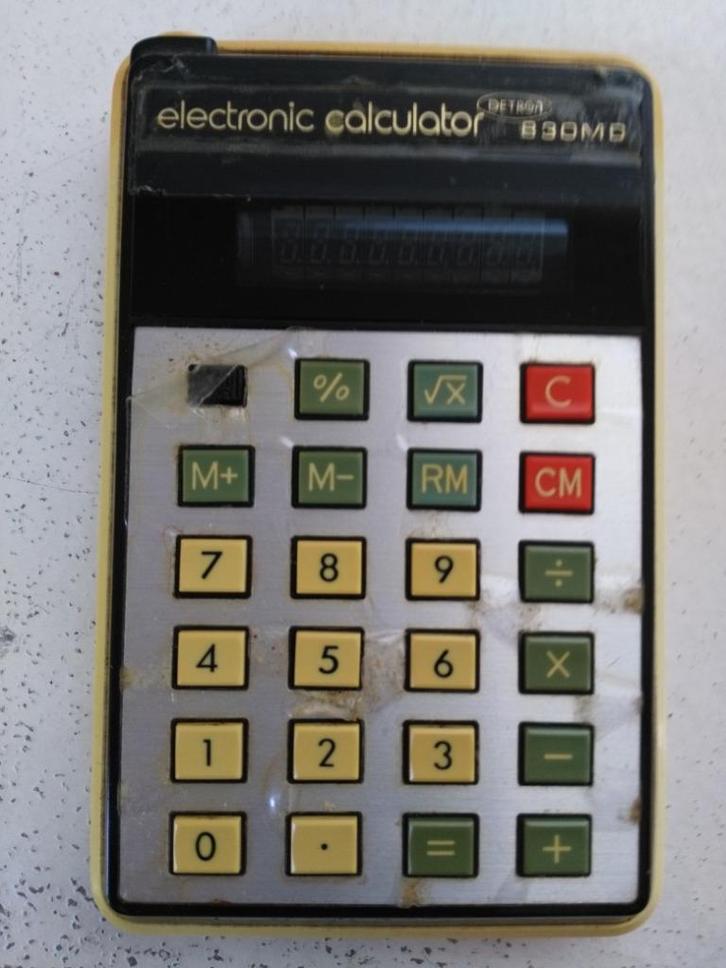 electronic calculator DETRON 830MD
% √x C
M+ M− RM CM
7 8 9 ÷
4 5 6 ×
1 2 3 −
0 . = +